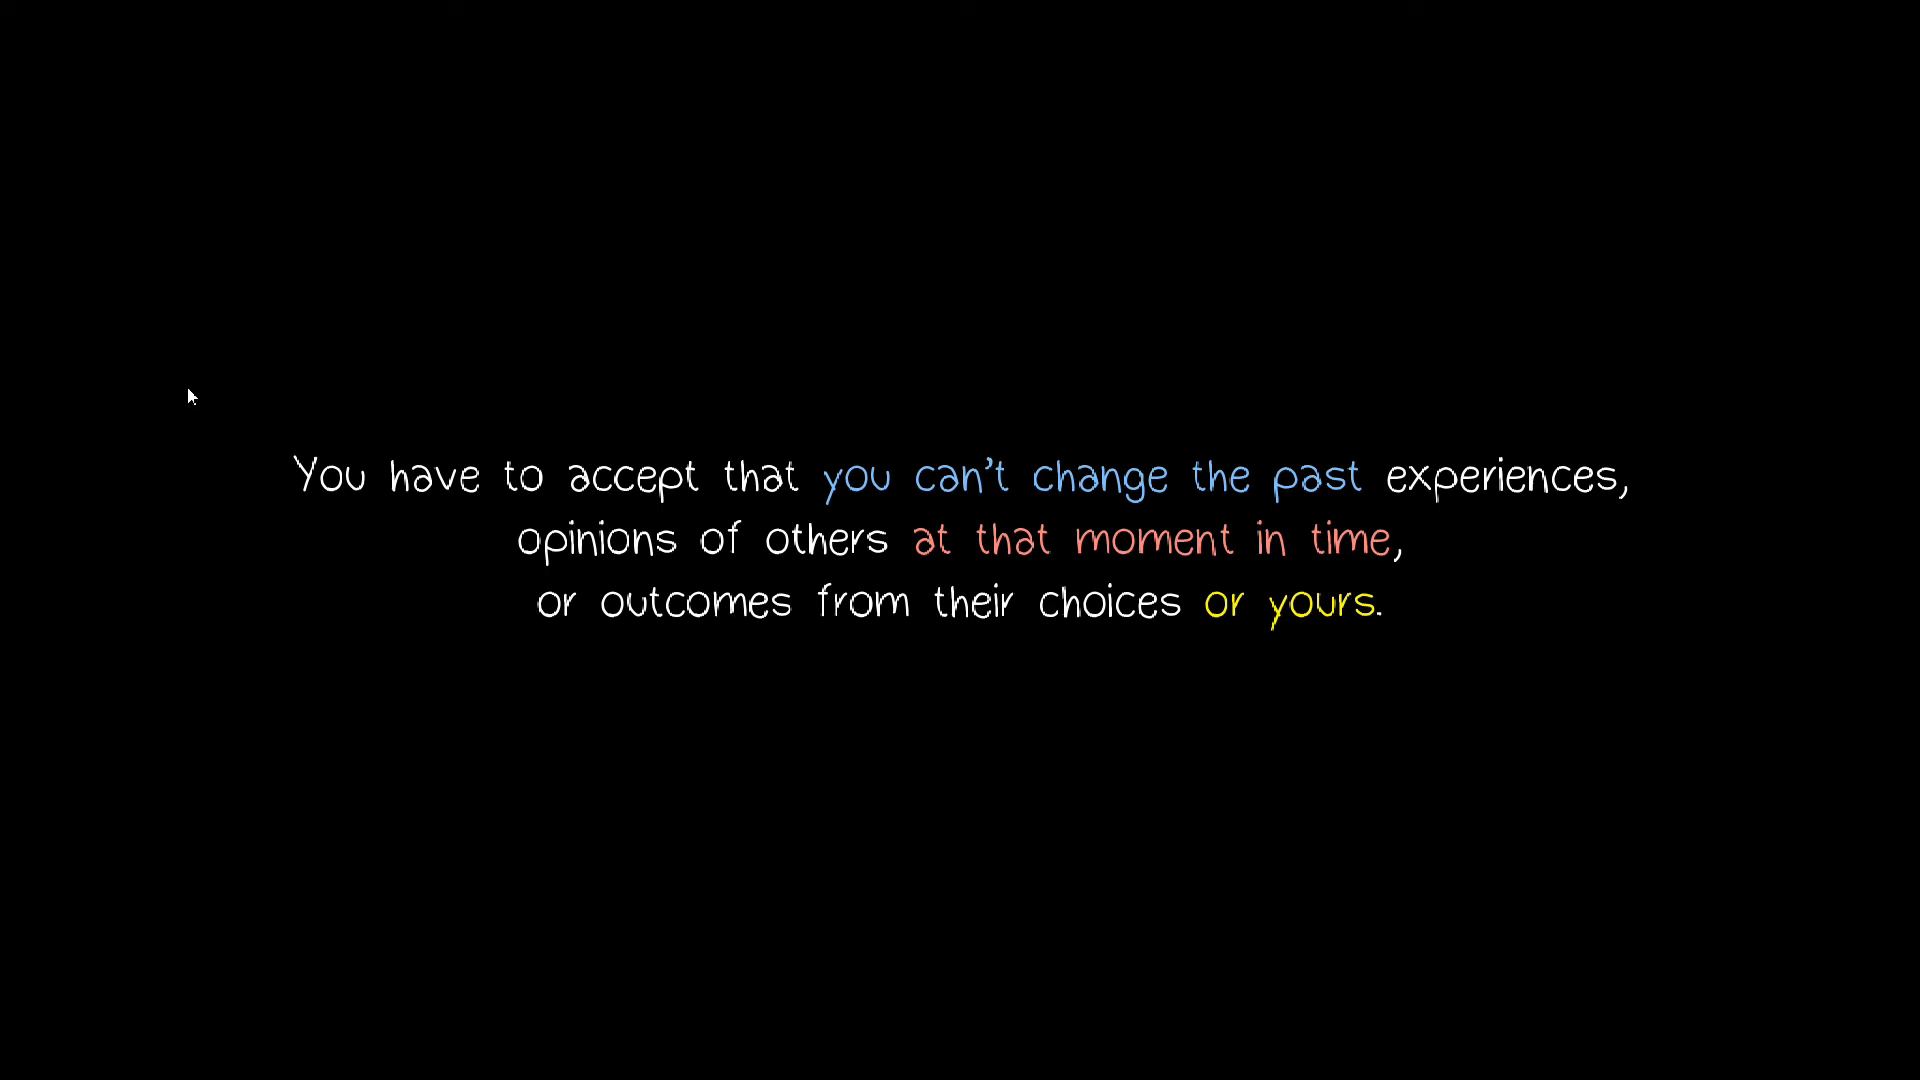 You have to accept that you can't change the past experiences,
opinions of others at that moment in time,
or outcomes from their choices or yours.